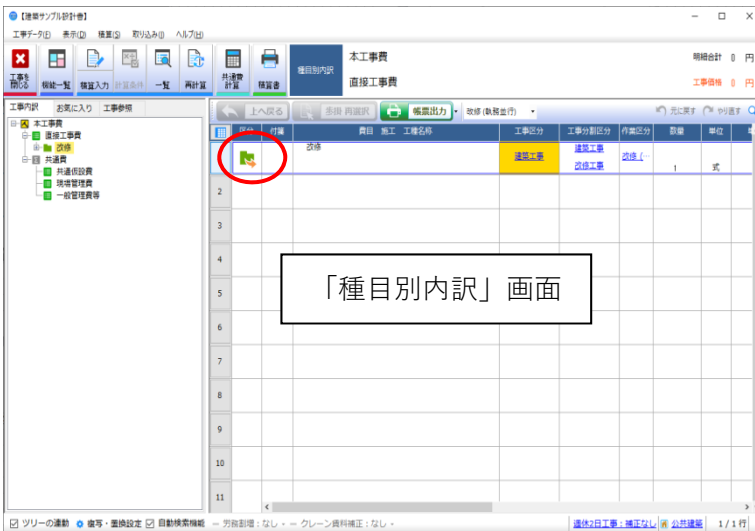 【建築サンプル設計書】
工事データ(F) 表示(D) 積算(S) 取り込み(I) ヘルプ(H)
工事を閉じる 機能一覧 積算入力 計算条件 一覧 再計算 共通費計算 積算書
種目別内訳
本工事費
直接工事費
明細合計 0 円
工事価格 0 円
工事内訳 お気に入り 工事参照
上へ戻る 多掛 再選択 帳票出力 改修(執務並行) 元に戻す やり直す
本工事費
直接工事費
改修
共通費
共通仮設費
現場管理費
一般管理費等
区分 付箋 費目 施工 工種名称 工事区分 工事分割区分 作業区分 数量 単位 単
改修 建築工事 建築工事 改修工事 改修(… 1 式
2
3
4
5
6
7
8
9
10
11
「種目別内訳」画面
ツリーの連動 複写・置換設定 自動検索機能 労務割増:なし クレーン賃料補正:なし 週休2日工事:補正なし 公共建築 1/1行